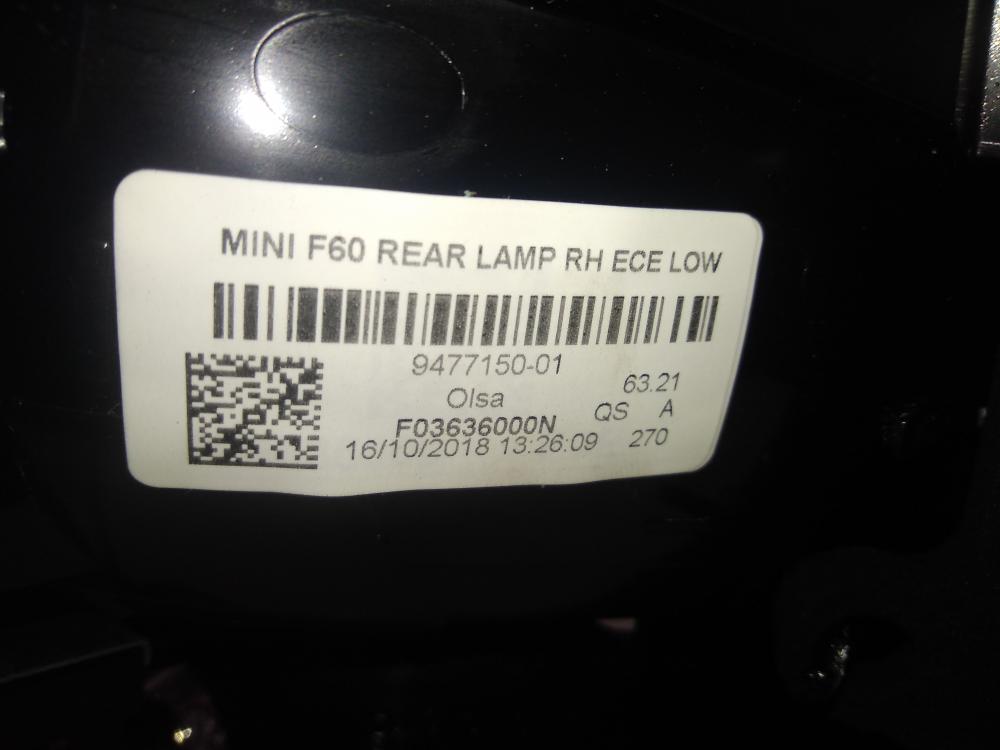 MINI F60 REAR LAMP RH ECE LOW
9477150-01
Olsa 63.21
F03636000N QS A
16/10/2018 13:26:09 270